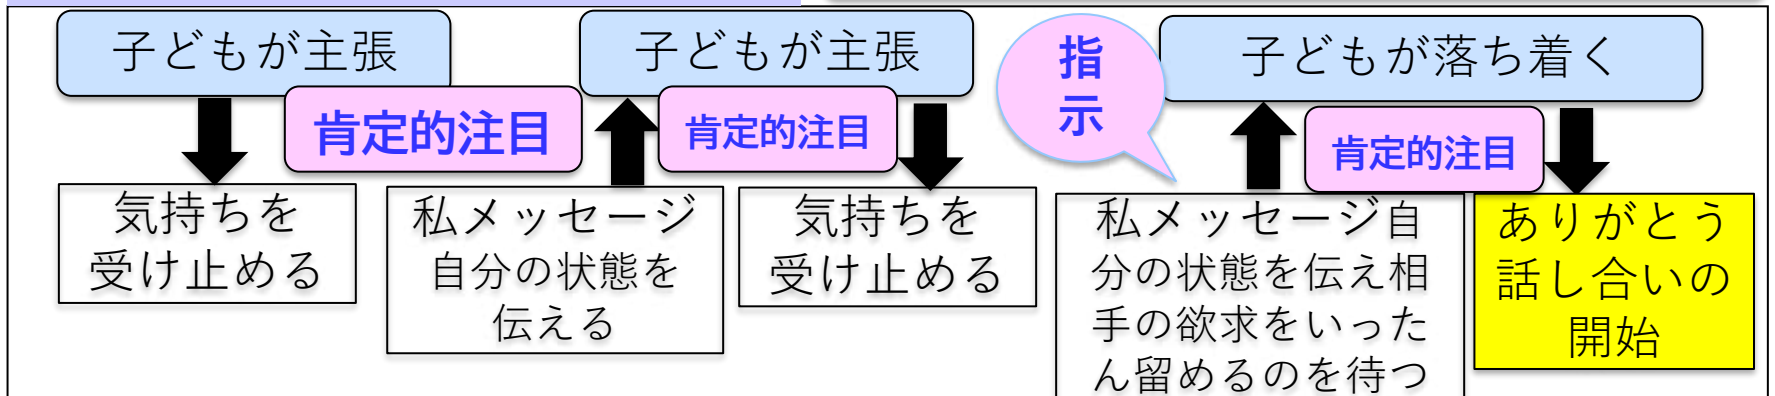 子どもが主張
肯定的注目
気持ちを
受け止める
私メッセージ
自分の状態を
伝える
子どもが主張
肯定的注目
気持ちを
受け止める
指
示
私メッセージ自
分の状態を伝え相
手の欲求をいった
ん留めるのを待つ
子どもが落ち着く
肯定的注目
ありがとう
話し合いの
開始